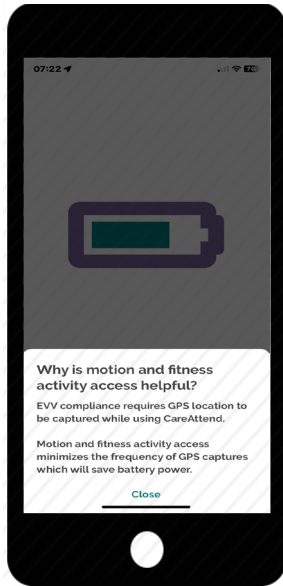 07:22
70
Why is motion and fitness
activity access helpful?
EVV compliance requires GPS location to
be captured while using CareAttend.
Motion and fitness activity access
minimizes the frequency of GPS captures
which will save battery power.
Close